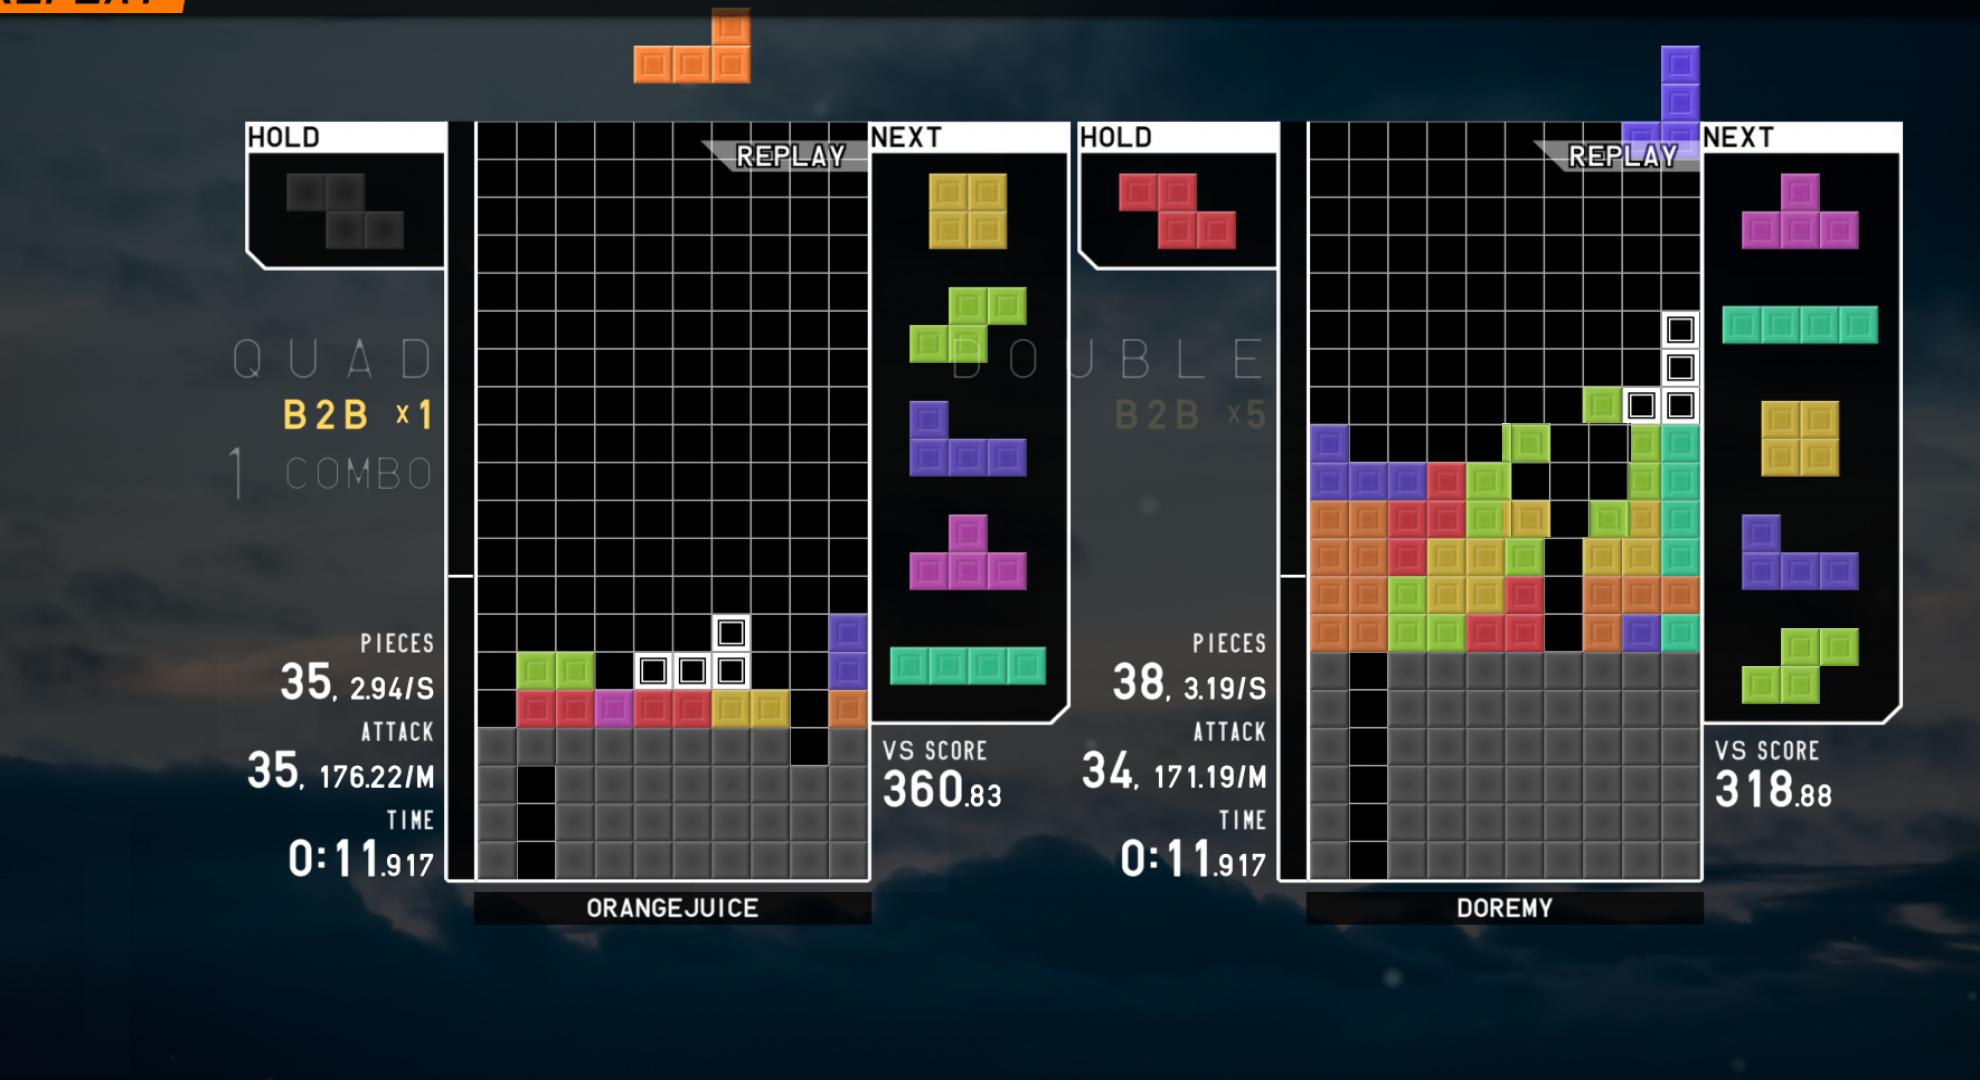 REPLAY
HOLD
REPLAY
NEXT
QUAD
B2B x1
1 COMBO
PIECES
35, 2.94/S
ATTACK
35, 176.22/M
TIME
0:11.917
VS SCORE
360.83
ORANGEJUICE
HOLD
REPLAY
NEXT
DOUBLE
B2B x5
PIECES
38, 3.19/S
ATTACK
34, 171.19/M
TIME
0:11.917
VS SCORE
318.88
DOREMY